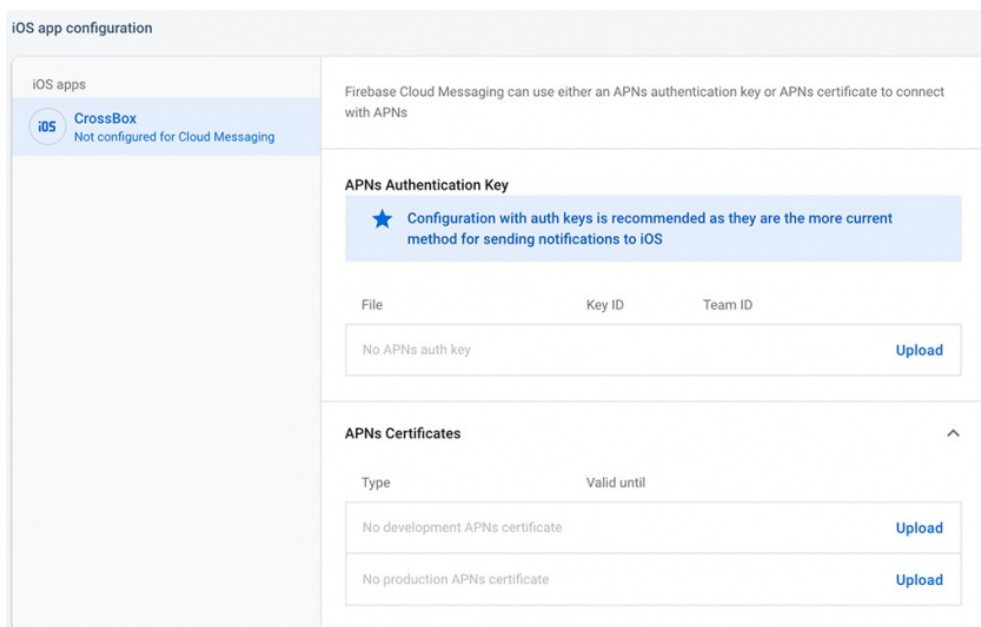 iOS app configuration
iOS apps
iOS
CrossBox
Not configured for Cloud Messaging
Firebase Cloud Messaging can use either an APNs authentication key or APNs certificate to connect
with APNs
APNs Authentication Key
Configuration with auth keys is recommended as they are the more current
method for sending notifications to iOS
File Key ID Team ID
No APNs auth key Upload
APNs Certificates
Type Valid until
No development APNs certificate Upload
No production APNs certificate Upload